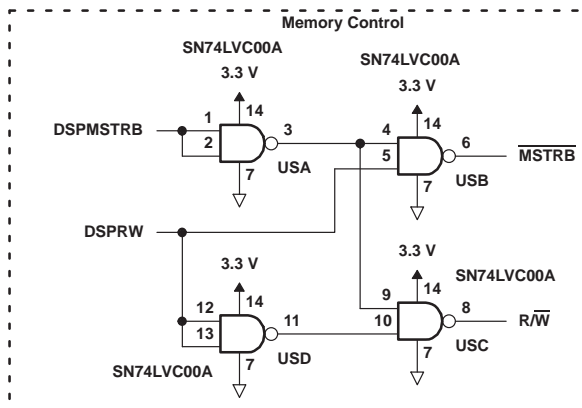 Memory Control
SN74LVC00A
SN74LVC00A
3.3 V
3.3 V
14
14
1
2
3
4
5
6
DSPMSTRB
MSTRB
7
USA
7
USB
DSPRW
3.3 V
3.3 V
SN74LVC00A
14
14
12
13
11
9
10
8
R/W
SN74LVC00A
7
USD
7
USC